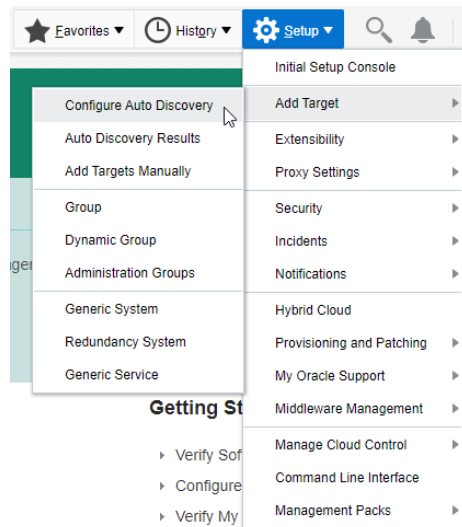 Favorites
History
Setup
Initial Setup Console
Add Target
Extensibility
Proxy Settings
Security
Incidents
Notifications
Hybrid Cloud
Provisioning and Patching
My Oracle Support
Middleware Management
Manage Cloud Control
Command Line Interface
Management Packs
Configure Auto Discovery
Auto Discovery Results
Add Targets Manually
Group
Dynamic Group
Administration Groups
Generic System
Redundancy System
Generic Service
ger
Getting St
Verify Sof
Configure
Verify My